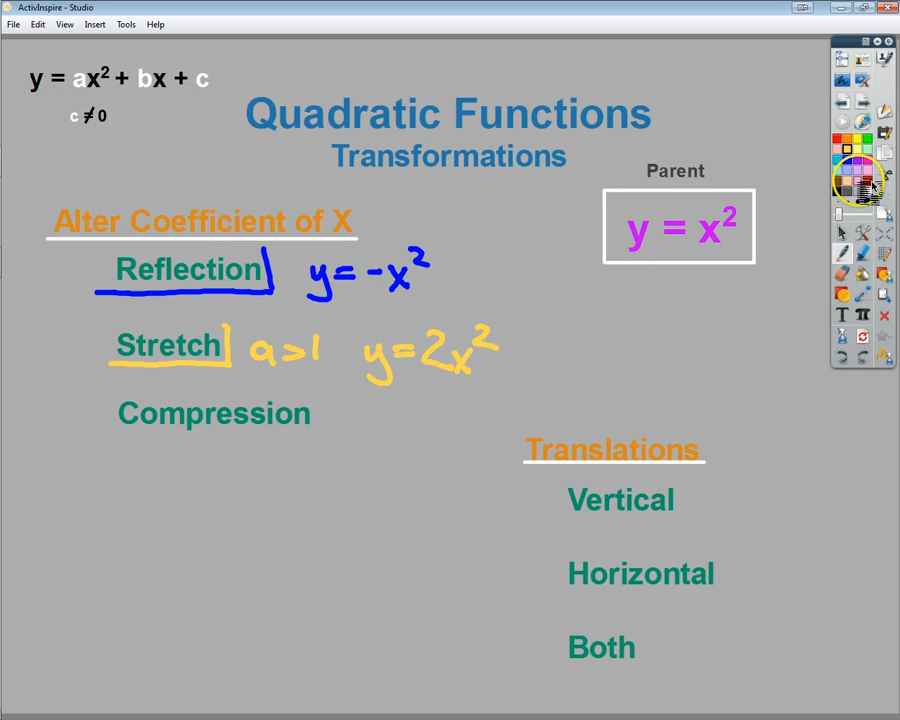 ActivInspire - Studio
File Edit View Insert Tools Help
y = ax² + bx + c
c ≠ 0
Quadratic Functions
Transformations
Parent
y = x²
Alter Coefficient of X
Reflection y = -x²
Stretch a > 1 y = 2x²
Compression
Translations
Vertical
Horizontal
Both